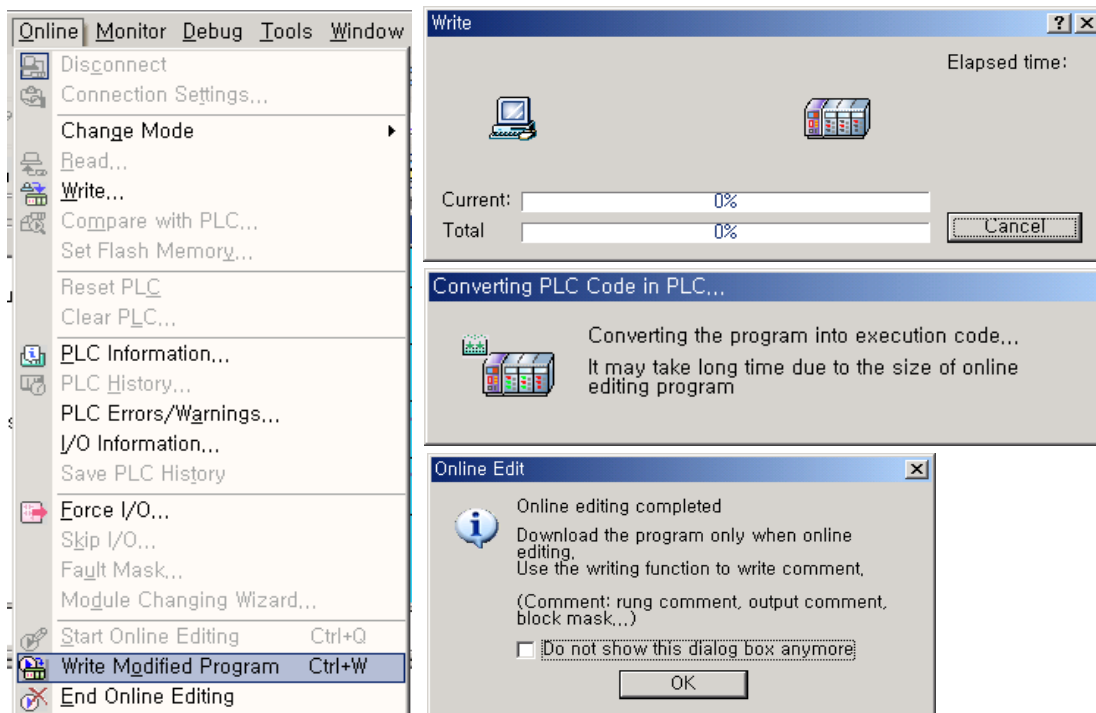 Online Monitor Debug Tools Window
Disconnect
Connection Settings...
Change Mode
Read...
Write...
Compare with PLC...
Set Flash Memory...
Reset PLC
Clear PLC...
PLC Information...
PLC History...
PLC Errors/Warnings...
I/O Information...
Save PLC History
Force I/O...
Skip I/O...
Fault Mask...
Module Changing Wizard...
Start Online Editing Ctrl+Q
Write Modified Program Ctrl+W
End Online Editing
Write
Elapsed time:
Current: 0%
Total 0%
Cancel
Converting PLC Code in PLC...
Converting the program into execution code...
It may take long time due to the size of online
editing program
Online Edit
Online editing completed
Download the program only when online
editing.
Use the writing function to write comment.
(Comment: rung comment, output comment,
block mask...)
Do not show this dialog box anymore
OK